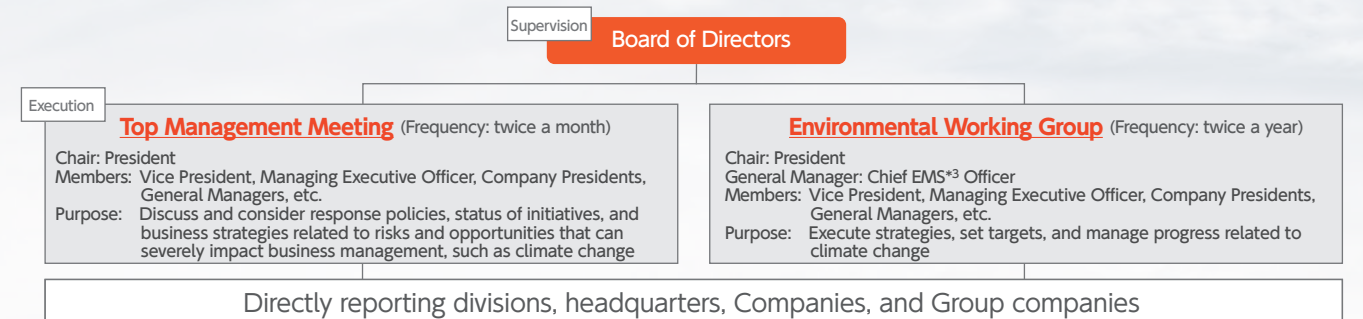 Supervision
Board of Directors
Execution
Top Management Meeting (Frequency: twice a month)
Chair: President
Members: Vice President, Managing Executive Officer, Company Presidents,
General Managers, etc.
Purpose: Discuss and consider response policies, status of initiatives, and
business strategies related to risks and opportunities that can
severely impact business management, such as climate change
Environmental Working Group (Frequency: twice a year)
Chair: President
General Manager: Chief EMS*3 Officer
Members: Vice President, Managing Executive Officer, Company Presidents,
General Managers, etc.
Purpose: Execute strategies, set targets, and manage progress related to
climate change
Directly reporting divisions, headquarters, Companies, and Group companies